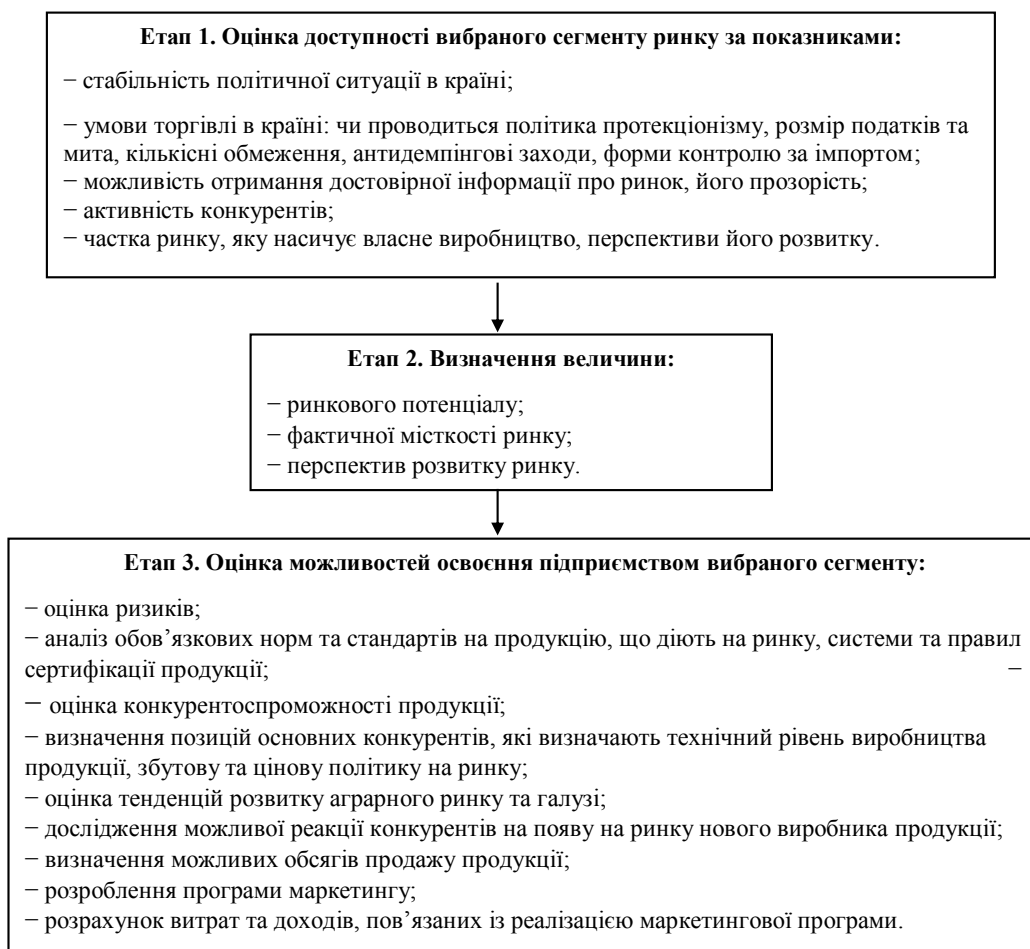 Етап 1. Оцінка доступності вибраного сегменту ринку за показниками:
− стабільність політичної ситуації в країні;
− умови торгівлі в країні: чи проводиться політика протекціонізму, розмір податків та
мита, кількісні обмеження, антидемпінгові заходи, форми контролю за імпортом;
− можливість отримання достовірної інформації про ринок, його прозорість;
− активність конкурентів;
− частка ринку, яку насичує власне виробництво, перспективи його розвитку.
Етап 2. Визначення величини:
− ринкового потенціалу;
− фактичної місткості ринку;
− перспектив розвитку ринку.
Етап 3. Оцінка можливостей освоєння підприємством вибраного сегменту:
− оцінка ризиків;
− аналіз обов’язкових норм та стандартів на продукцію, що діють на ринку, системи та правил
сертифікації продукції; −
− оцінка конкурентоспроможності продукції;
− визначення позицій основних конкурентів, які визначають технічний рівень виробництва
продукції, збутову та цінову політику на ринку;
− оцінка тенденцій розвитку аграрного ринку та галузі;
− дослідження можливої реакції конкурентів на появу на ринку нового виробника продукції;
− визначення можливих обсягів продажу продукції;
− розроблення програми маркетингу;
− розрахунок витрат та доходів, пов’язаних із реалізацією маркетингової програми.